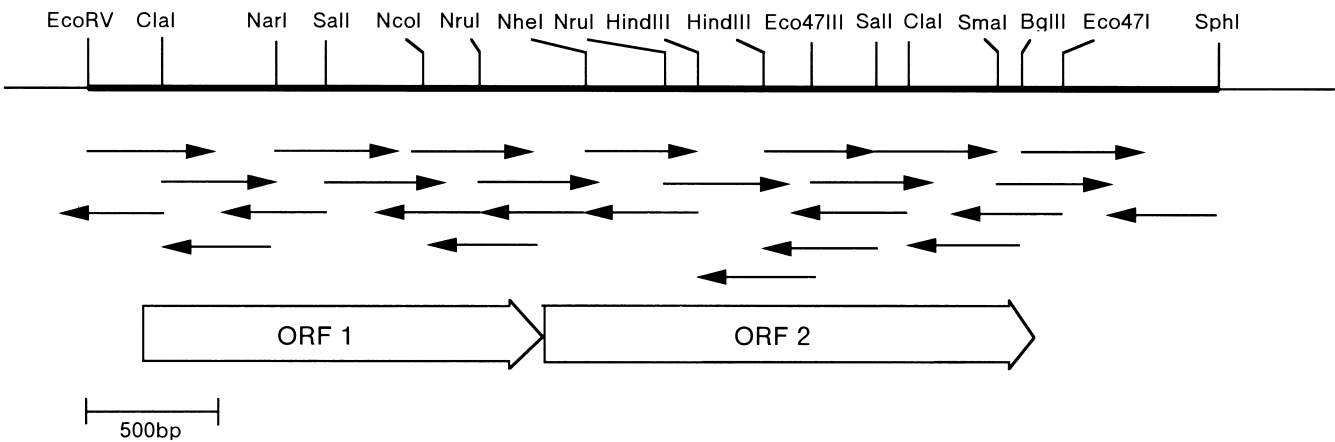 EcoRV ClaI NarI SalI NcoI NruI NheI NruI HindIII HindIII Eco47III SalI ClaI SmaI BglII Eco47I SphI
ORF 1 ORF 2
500bp